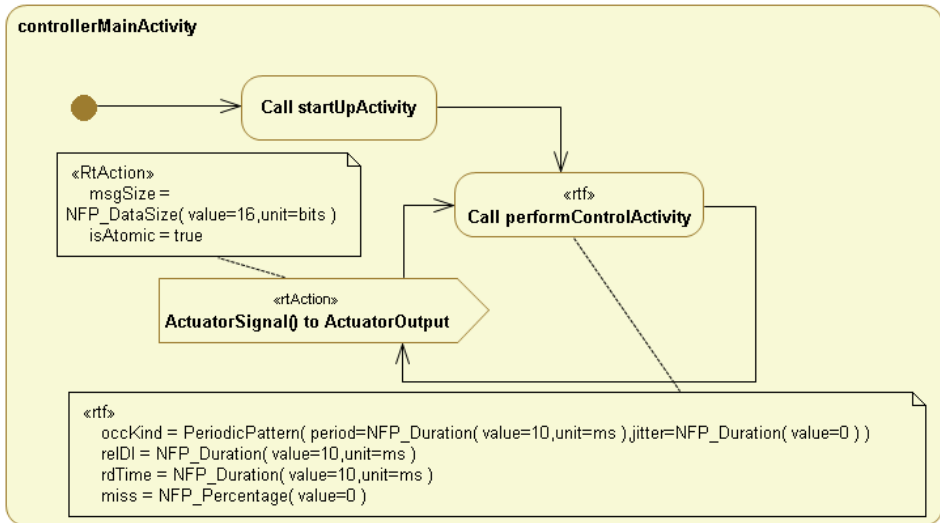 controllerMainActivity
Call startUpActivity
«RtAction»
msgSize =
NFP_DataSize( value=16,unit=bits )
isAtomic = true
«rtf»
Call performControlActivity
«rtAction»
ActuatorSignal() to ActuatorOutput
«rtf»
occKind = PeriodicPattern( period=NFP_Duration( value=10,unit=ms ),jitter=NFP_Duration( value=0 ) )
relDl = NFP_Duration( value=10,unit=ms )
rdTime = NFP_Duration( value=10,unit=ms )
miss = NFP_Percentage( value=0 )